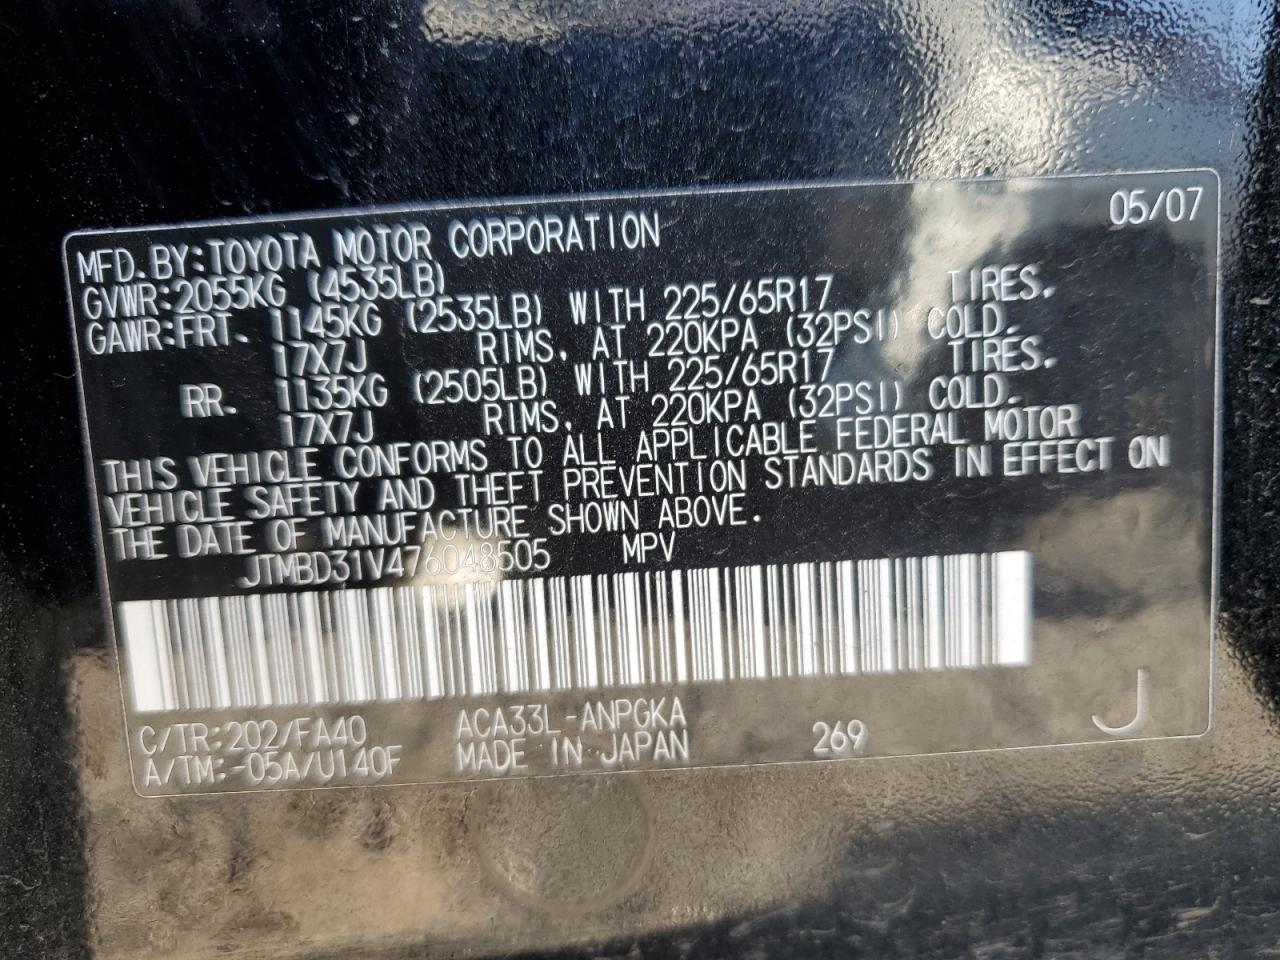 05/07
MFD.BY:TOYOTA MOTOR CORPORATION
GVWR:2055KG (4535LB)
GAWR:FRT. 1145KG (2535LB) WITH 225/65R17 TIRES.
17X7J RIMS, AT 220KPA (32PSI) COLD.
RR. 1135KG (2505LB) WITH 225/65R17 TIRES.
17X7J RIMS, AT 220KPA (32PSI) COLD.
THIS VEHICLE CONFORMS TO ALL APPLICABLE FEDERAL MOTOR
VEHICLE SAFETY AND THEFT PREVENTION STANDARDS IN EFFECT ON
THE DATE OF MANUFACTURE SHOWN ABOVE.
JTMBD31V476048505 MPV
C/TR:202/FA40 ACA33L-ANPGKA
A/TM:-05A/U140F MADE IN JAPAN 269 J